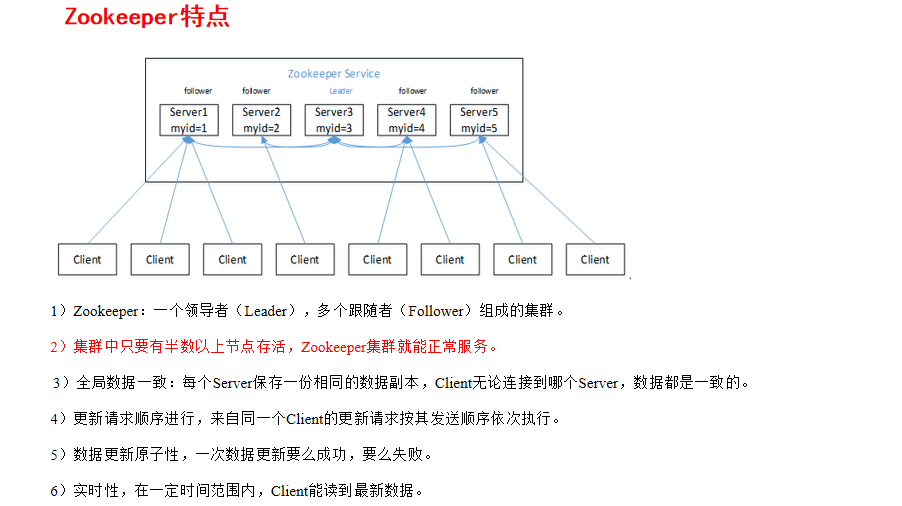 Zookeeper特点
Zookeeper Service
follower follower Leader follower follower
Server1 Server2 Server3 Server4 Server5
myid=1 myid=2 myid=3 myid=4 myid=5
Client Client Client Client Client Client Client Client
1）Zookeeper：一个领导者（Leader），多个跟随者（Follower）组成的集群。
2）集群中只要有半数以上节点存活，Zookeeper集群就能正常服务。
3）全局数据一致：每个Server保存一份相同的数据副本，Client无论连接到哪个Server，数据都是一致的。
4）更新请求顺序进行，来自同一个Client的更新请求按其发送顺序依次执行。
5）数据更新原子性，一次数据更新要么成功，要么失败。
6）实时性，在一定时间范围内，Client能读到最新数据。